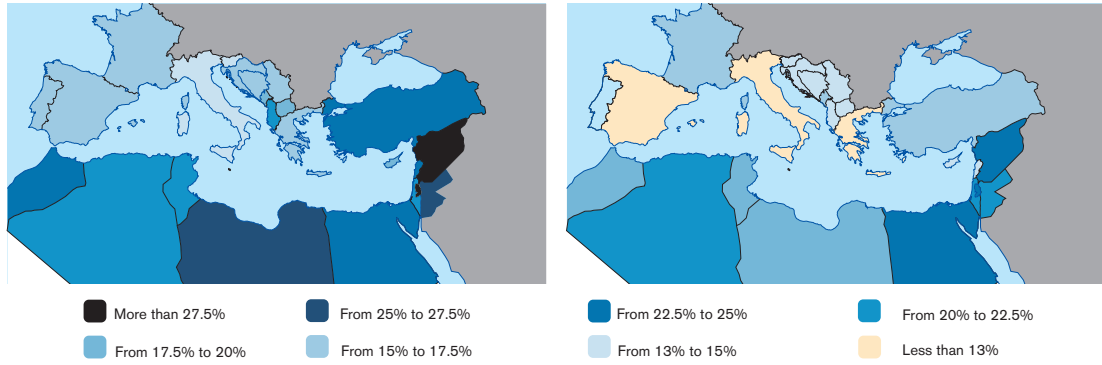 More than 27.5%
From 25% to 27.5%
From 22.5% to 25%
From 20% to 22.5%
From 17.5% to 20%
From 15% to 17.5%
From 13% to 15%
Less than 13%